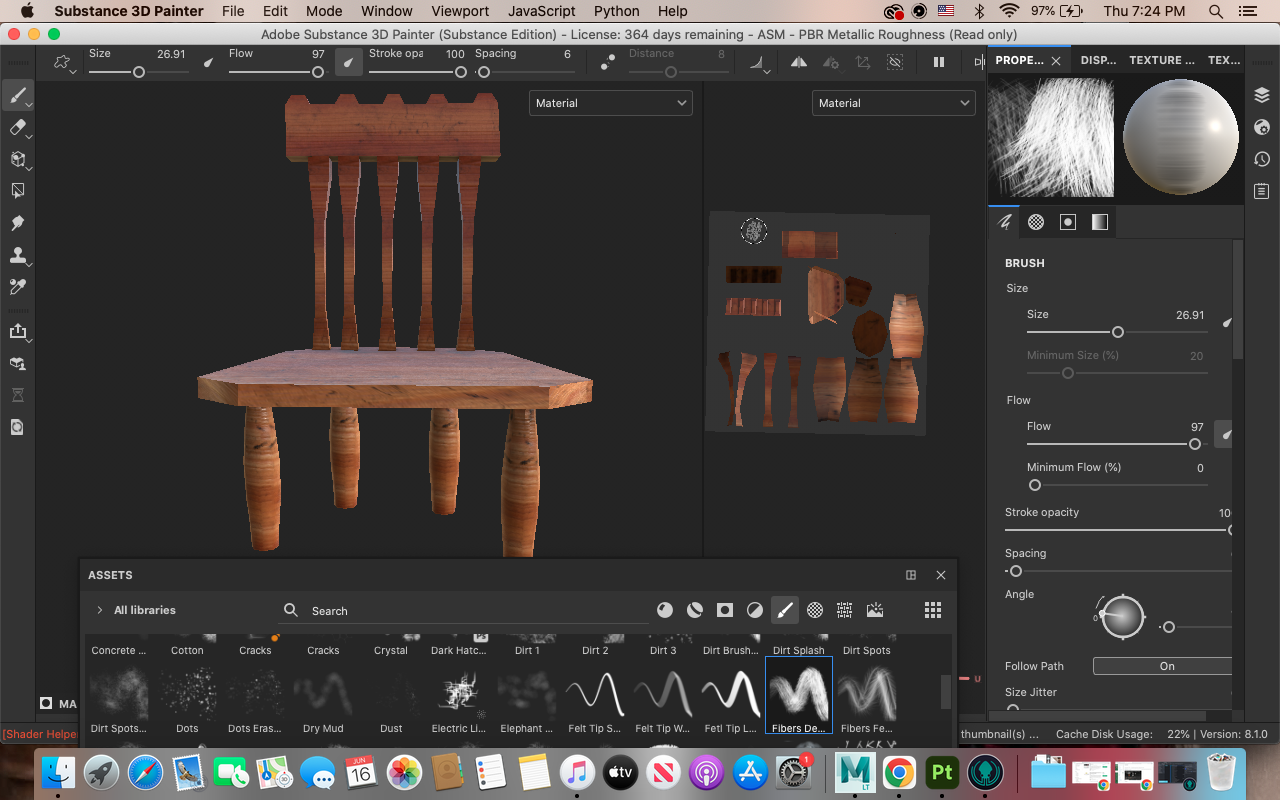 Substance 3D Painter File Edit Mode Window Viewport JavaScript Python Help 97% Thu 7:24 PM
Adobe Substance 3D Painter (Substance Edition) - License: 364 days remaining - ASM - PBR Metallic Roughness (Read only)
Size 26.91 Flow 97 Stroke opa 100 Spacing 6 Distance 8
PROPE... DISP... TEXTURE ... TEX...
Material Material
BRUSH
Size
Size 26.91
Minimum Size (%) 20
Flow
Flow 97
Minimum Flow (%) 0
Stroke opacity 10
Spacing
Angle
0
Follow Path On
Size Jitter
U
MA
ASSETS
All libraries Search
Ps
Concrete ... Cotton Cracks Cracks Crystal Dark Hatc... Dirt 1 Dirt 2 Dirt 3 Dirt Brush... Dirt Splash Dirt Spots
Dirt Spots... Dots Dots Eras... Dry Mud Dust Electric Li... Elephant ... Felt Tip S... Felt Tip W... Fetl Tip L... Fibers De... Fibers Fe...
[Shader Helper thumbnail(s) ... Cache Disk Usage: 22% | Version: 8.1.0
JUN
16
tv
1
M
LT
Pt